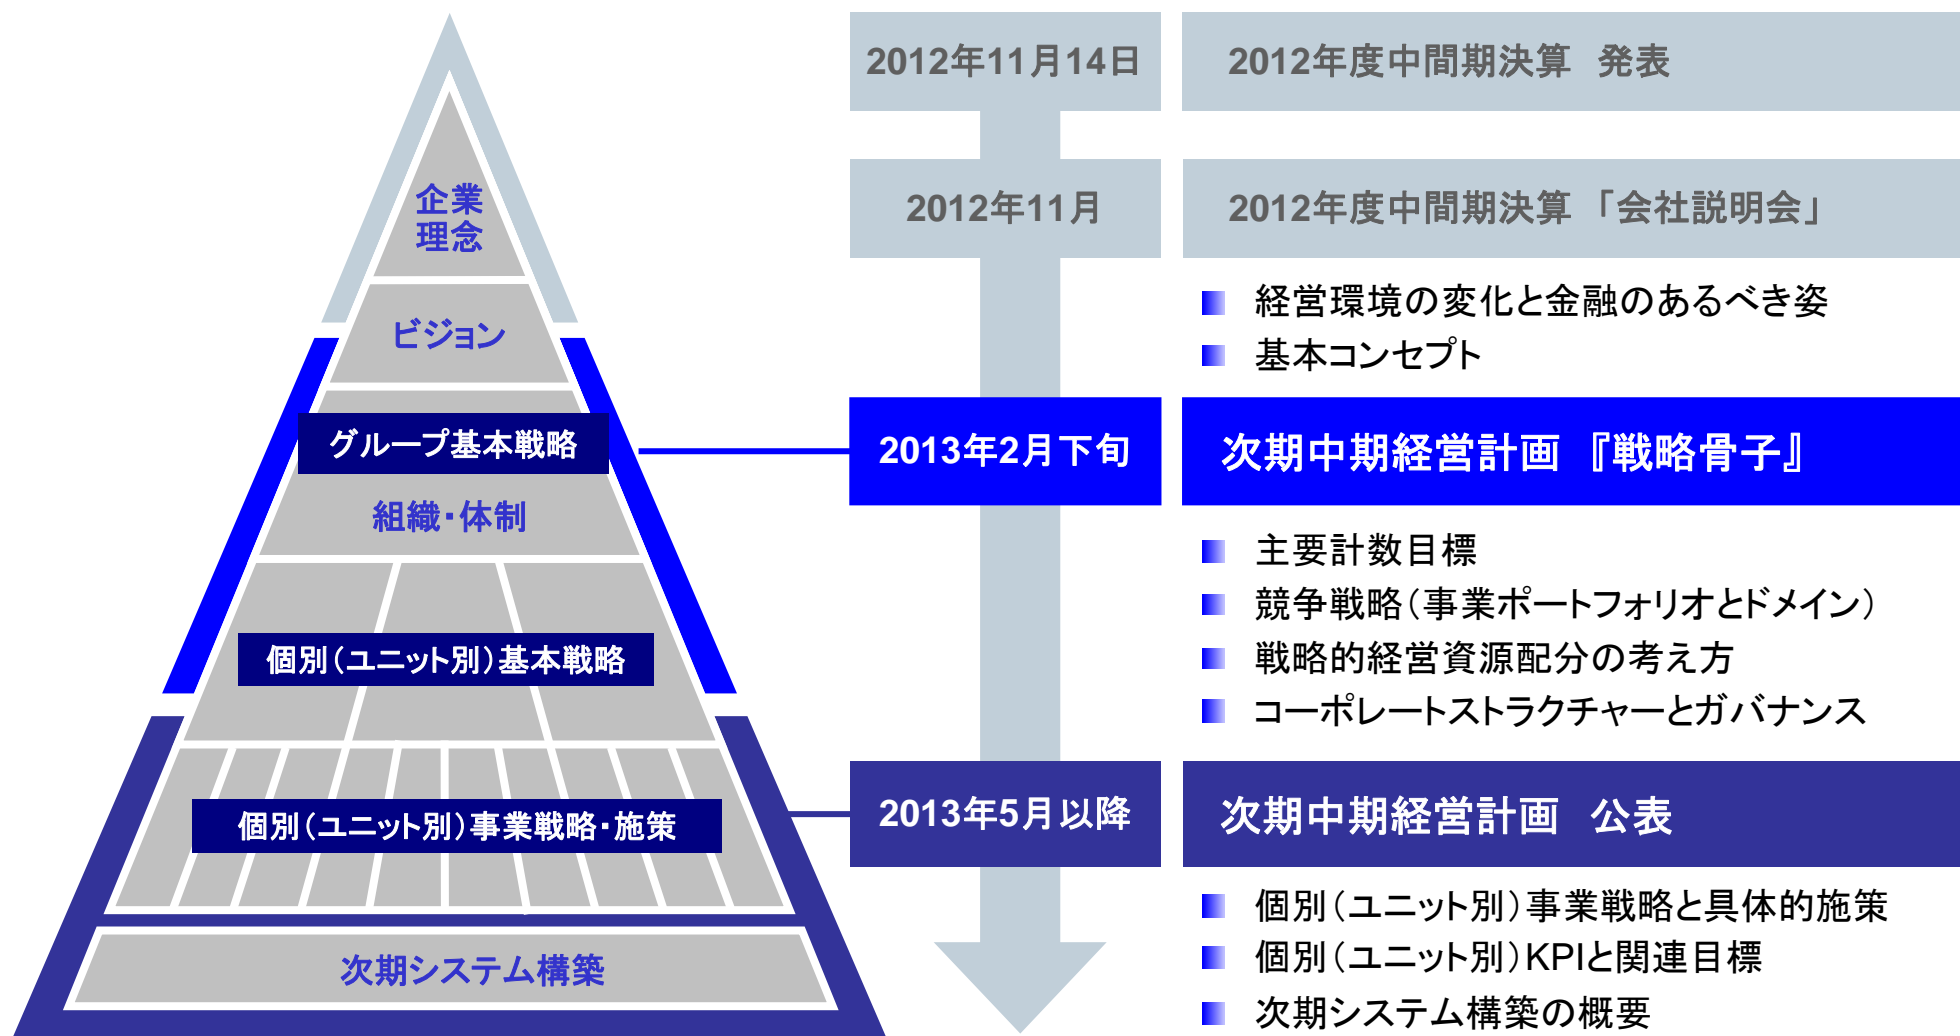 企業
理念
ビジョン
グループ基本戦略
組織・体制
個別（ユニット別）基本戦略
個別（ユニット別）事業戦略・施策
次期システム構築
2012年11月14日
2012年度中間期決算　発表
2012年11月
2012年度中間期決算 「会社説明会」
経営環境の変化と金融のあるべき姿
基本コンセプト
2013年2月下旬
次期中期経営計画 『戦略骨子』
主要計数目標
競争戦略（事業ポートフォリオとドメイン）
戦略的経営資源配分の考え方
コーポレートストラクチャーとガバナンス
2013年5月以降
次期中期経営計画　公表
個別（ユニット別）事業戦略と具体的施策
個別（ユニット別）KPIと関連目標
次期システム構築の概要